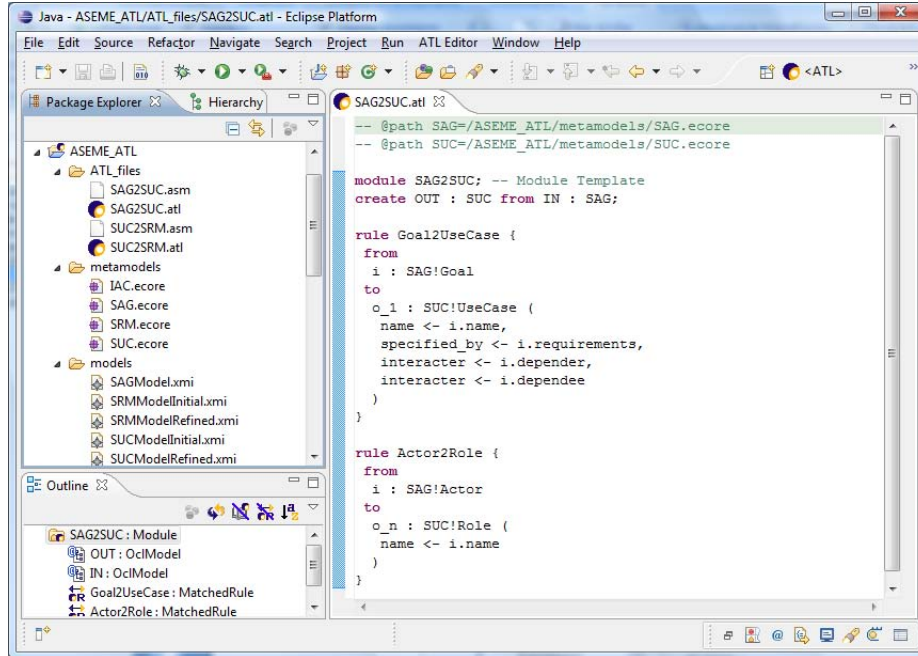 Java - ASEME_ATL/ATL_files/SAG2SUC.atl - Eclipse Platform
File Edit Source Refactor Navigate Search Project Run ATL Editor Window Help
<ATL>
Package Explorer Hierarchy
ASEME_ATL
ATL_files
SAG2SUC.asm
SAG2SUC.atl
SUC2SRM.asm
SUC2SRM.atl
metamodels
IAC.ecore
SAG.ecore
SRM.ecore
SUC.ecore
models
SAGModel.xmi
SRMModelInitial.xmi
SRMModelRefined.xmi
SUCModelInitial.xmi
SUCModelRefined.xmi
Outline
SAG2SUC : Module
OUT : OclModel
IN : OclModel
Goal2UseCase : MatchedRule
Actor2Role : MatchedRule
SAG2SUC.atl
-- @path SAG=/ASEME_ATL/metamodels/SAG.ecore
-- @path SUC=/ASEME_ATL/metamodels/SUC.ecore
module SAG2SUC; -- Module Template
create OUT : SUC from IN : SAG;
rule Goal2UseCase {
from
i : SAG!Goal
to
o_1 : SUC!UseCase (
name <- i.name,
specified_by <- i.requirements,
interacter <- i.depender,
interacter <- i.dependee
)
}
rule Actor2Role {
from
i : SAG!Actor
to
o_n : SUC!Role (
name <- i.name
)
}